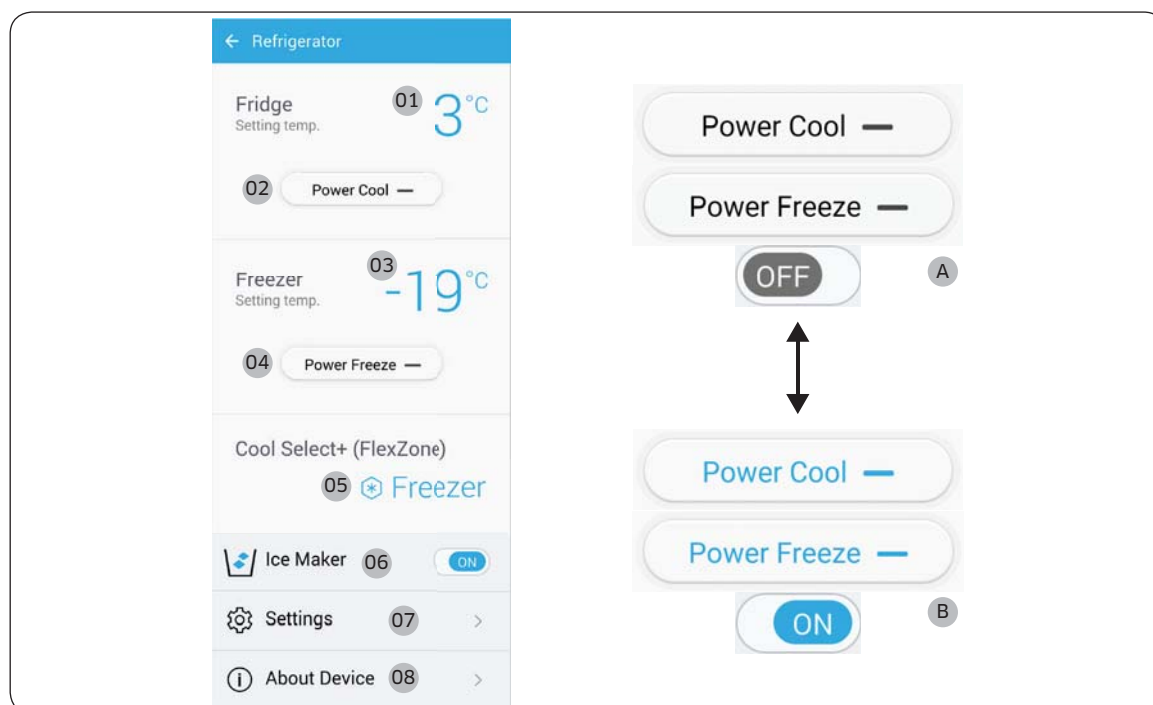 Refrigerator
Fridge 01 3°C
Setting temp.
02 Power Cool
Freezer 03 -19°C
Setting temp.
04 Power Freeze
Cool Select+ (FlexZone)
05 Freezer
Ice Maker 06 ON
Settings 07
About Device 08
Power Cool
Power Freeze
OFF A
Power Cool
Power Freeze
ON B